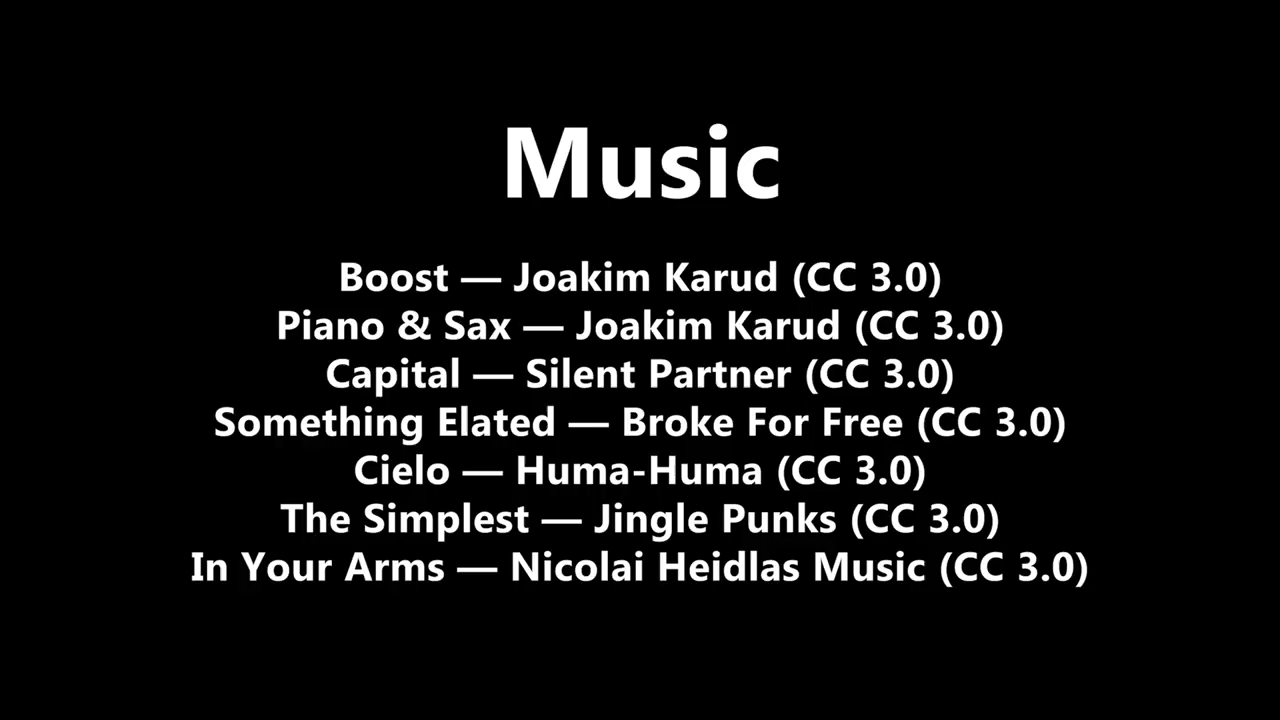 Music
Boost — Joakim Karud (CC 3.0)
Piano & Sax — Joakim Karud (CC 3.0)
Capital — Silent Partner (CC 3.0)
Something Elated — Broke For Free (CC 3.0)
Cielo — Huma-Huma (CC 3.0)
The Simplest — Jingle Punks (CC 3.0)
In Your Arms — Nicolai Heidlas Music (CC 3.0)